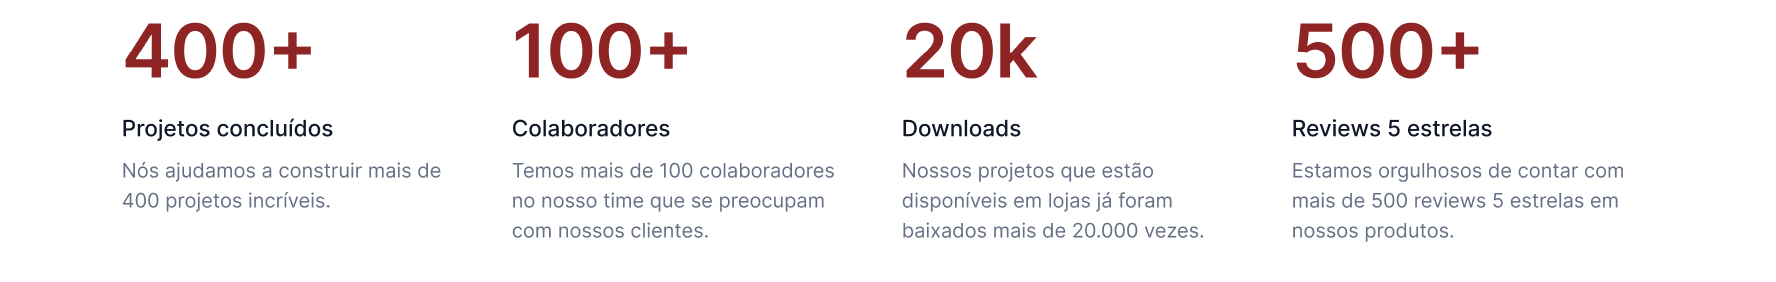 400+
Projetos concluídos
Nós ajudamos a construir mais de
400 projetos incríveis.
100+
Colaboradores
Temos mais de 100 colaboradores
no nosso time que se preocupam
com nossos clientes.
20k
Downloads
Nossos projetos que estão
disponíveis em lojas já foram
baixados mais de 20.000 vezes.
500+
Reviews 5 estrelas
Estamos orgulhosos de contar com
mais de 500 reviews 5 estrelas em
nossos produtos.